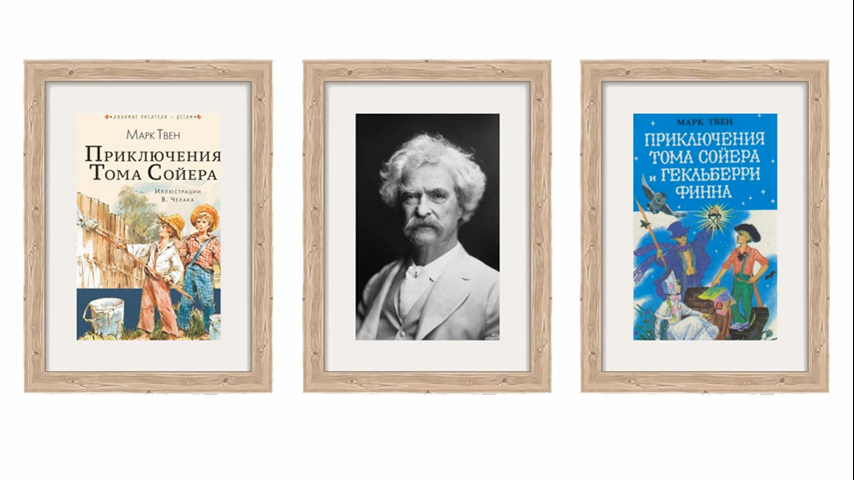 ЛЮБИМЫЕ ПИСАТЕЛИ – ДЕТЯМ
МАРК ТВЕН
ПРИКЛЮЧЕНИЯ
ТОМА СОЙЕРА
ИЛЛЮСТРАЦИИ
В. ЧЕЛАКА
МАРК ТВЕН
ПРИКЛЮЧЕНИЯ
ТОМА СОЙЕРА
И ГЕКЛЬБЕРРИ
ФИННА